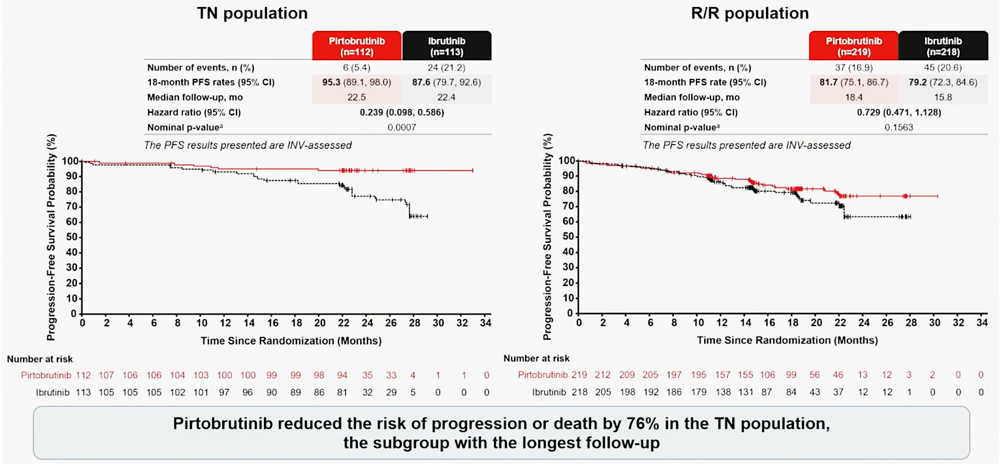 TN population
Pirtobrutinib (n=112) Ibrutinib (n=113)
Number of events, n (%) 6 (5.4) 24 (21.2)
18-month PFS rates (95% CI) 95.3 (89.1, 98.0) 87.6 (79.7, 92.6)
Median follow-up, mo 22.5 22.4
Hazard ratio (95% CI) 0.239 (0.098, 0.586)
Nominal p-valueᵃ 0.0007
The PFS results presented are INV-assessed
Progression-Free Survival Probability (%)
100
90
80
70
60
50
40
30
20
10
0
0 2 4 6 8 10 12 14 16 18 20 22 24 26 28 30 32 34
Time Since Randomization (Months)
Number at risk
Pirtobrutinib 112 107 106 106 104 103 100 100 99 99 98 94 35 33 4 1 1 0
Ibrutinib 113 105 105 105 102 101 97 96 90 89 86 81 32 29 5 0 0 0
R/R population
Pirtobrutinib (n=219) Ibrutinib (n=218)
Number of events, n (%) 37 (16.9) 45 (20.6)
18-month PFS rate (95% CI) 81.7 (75.1, 86.7) 79.2 (72.3, 84.6)
Median follow-up, mo 18.4 15.8
Hazard ratio (95% CI) 0.729 (0.471, 1.128)
Nominal p-valueᵃ 0.1563
The PFS results presented are INV-assessed
Progression-Free Survival Probability (%)
100
90
80
70
60
50
40
30
20
10
0
0 2 4 6 8 10 12 14 16 18 20 22 24 26 28 30 32 34
Time Since Randomization (Months)
Number at risk
Pirtobrutinib 219 212 209 205 197 195 157 155 106 99 56 46 13 12 3 2 0 0
Ibrutinib 218 205 198 192 186 179 138 131 87 84 43 37 12 12 1 0 0 0
Pirtobrutinib reduced the risk of progression or death by 76% in the TN population,
the subgroup with the longest follow-up